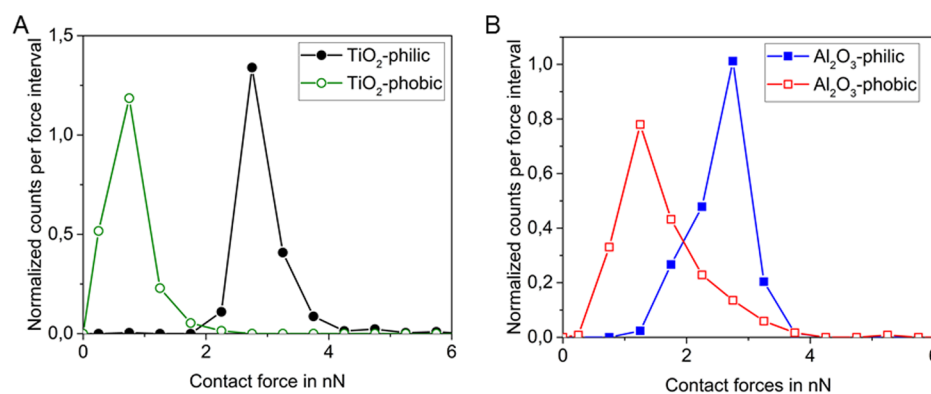 A
Normalized counts per force interval
1,5
1,0
0,5
0,0
0
2
4
6
Contact force in nN
TiO₂-philic
TiO₂-phobic
B
Normalized counts per force interval
1,0
0,8
0,6
0,4
0,2
0,0
0
2
4
6
Contact forces in nN
Al₂O₃-philic
Al₂O₃-phobic